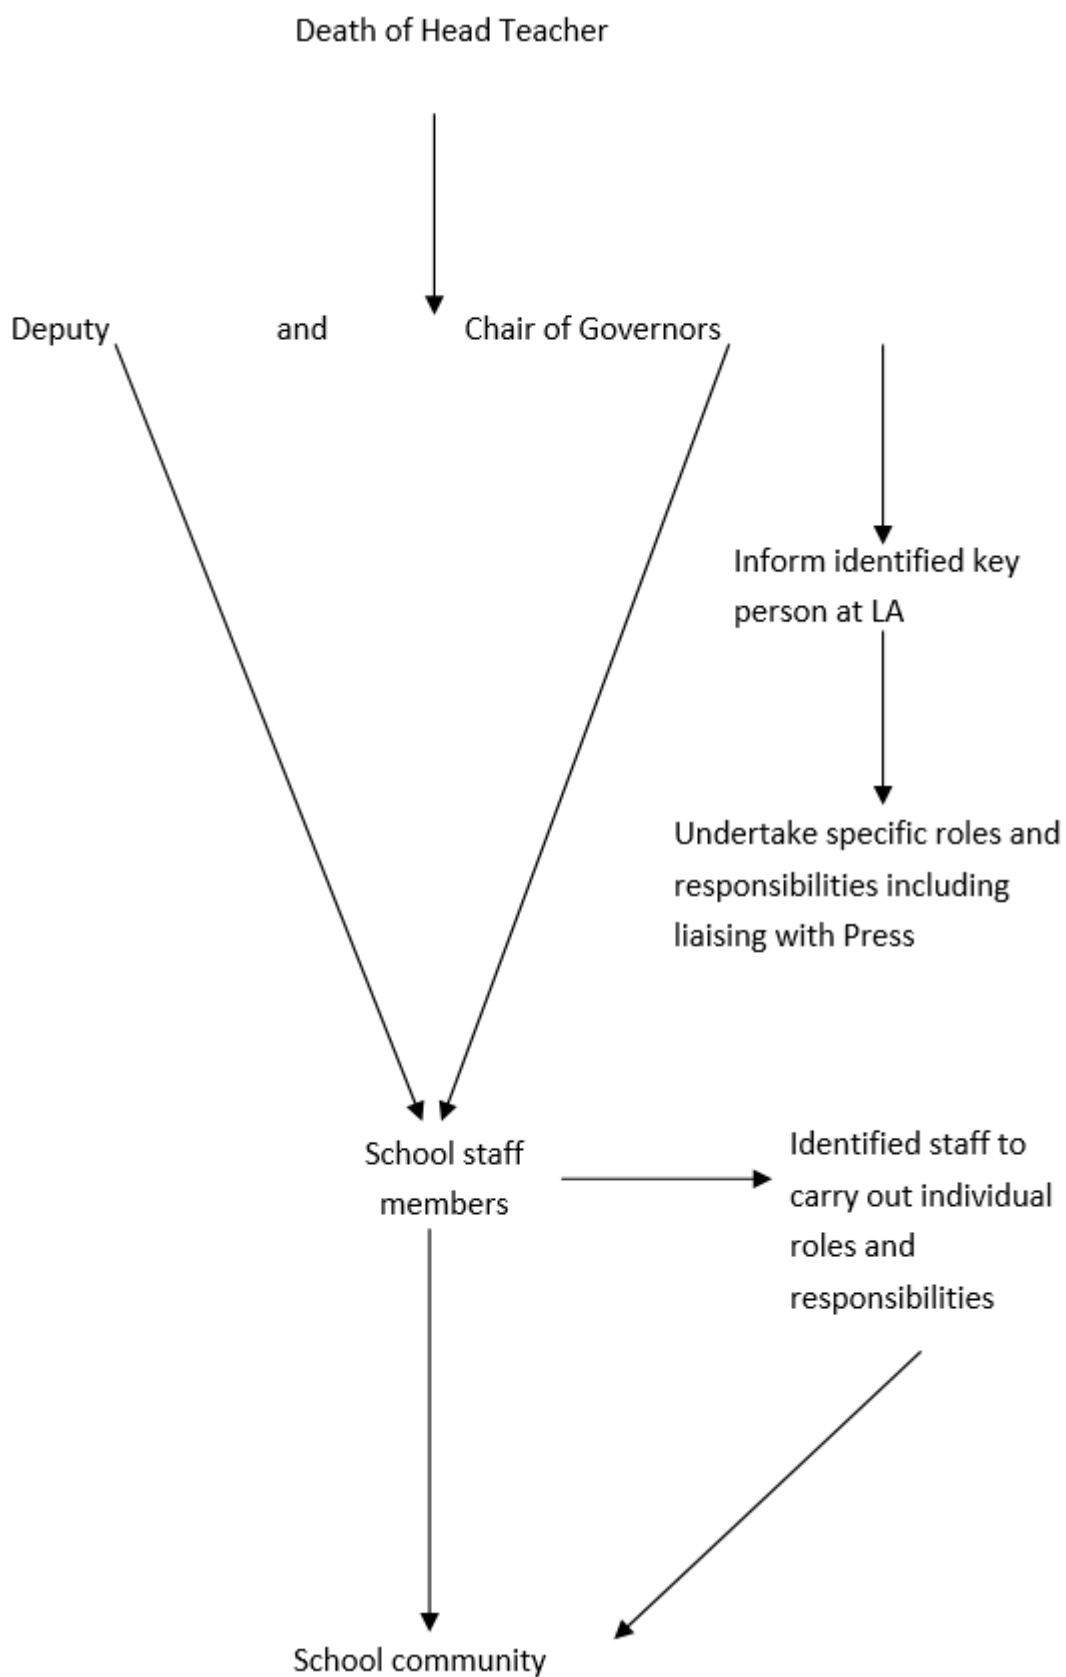 Death of Head Teacher
Deputy and Chair of Governors
Inform identified key
person at LA
Undertake specific roles and
responsibilities including
liaising with Press
School staff
members
Identified staff to
carry out individual
roles and
responsibilities
School community